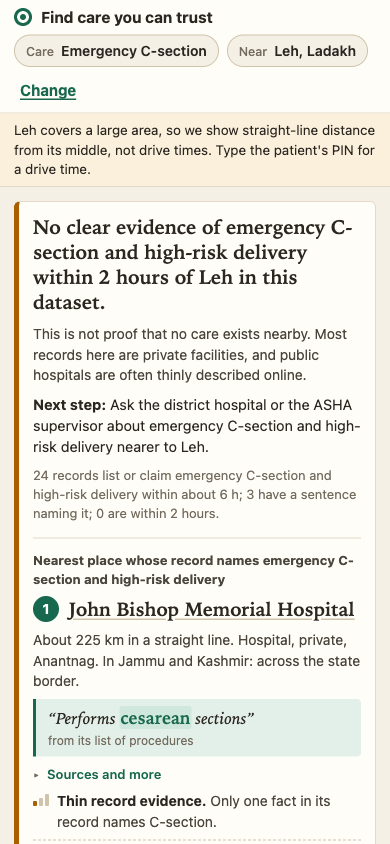 Find care you can trust
Care Emergency C-section
Near Leh, Ladakh
Change
Leh covers a large area, so we show straight-line distance
from its middle, not drive times. Type the patient's PIN for
a drive time.
No clear evidence of emergency C-
section and high-risk delivery
within 2 hours of Leh in this
dataset.
This is not proof that no care exists nearby. Most
records here are private facilities, and public
hospitals are often thinly described online.
Next step: Ask the district hospital or the ASHA
supervisor about emergency C-section and high-
risk delivery nearer to Leh.
24 records list or claim emergency C-section and
high-risk delivery within about 6 h; 3 have a sentence
naming it; 0 are within 2 hours.
Nearest place whose record names emergency C-
section and high-risk delivery
1 John Bishop Memorial Hospital
About 225 km in a straight line. Hospital, private,
Anantnag. In Jammu and Kashmir: across the state
border.
“Performs cesarean sections”
from its list of procedures
▸ Sources and more
Thin record evidence. Only one fact in its
record names C-section.